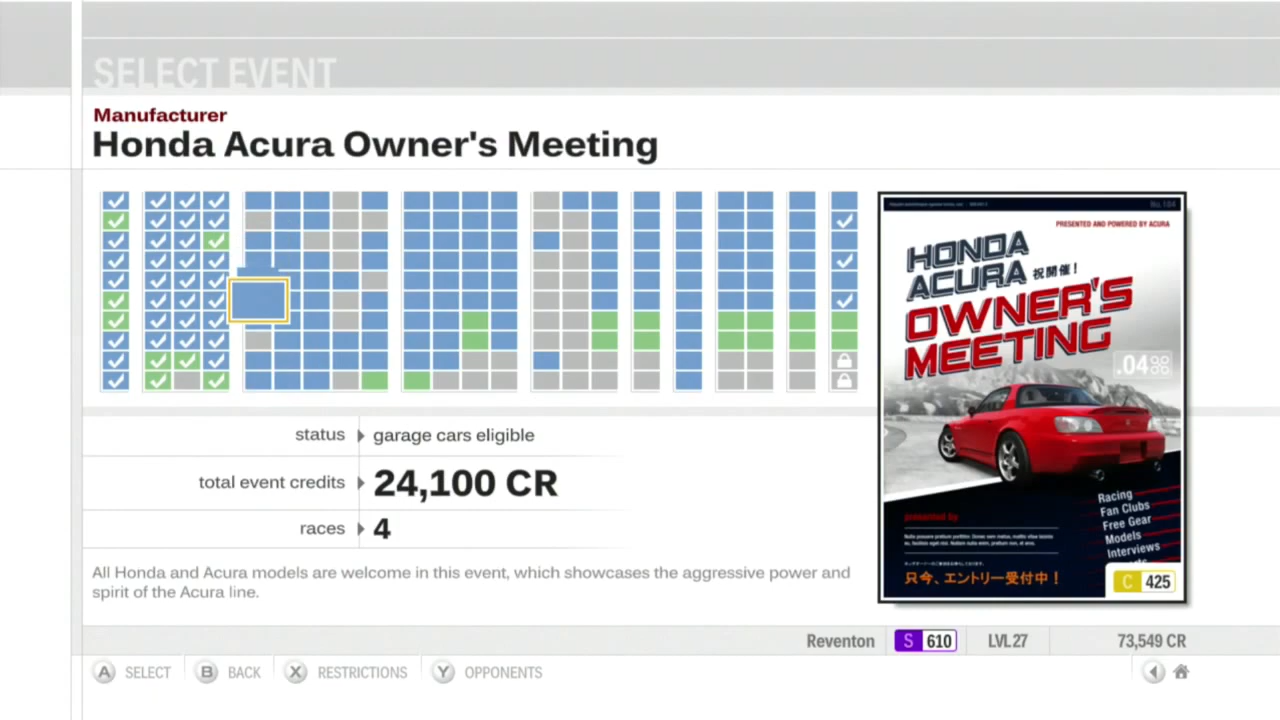 SELECT EVENT
Manufacturer
Honda Acura Owner's Meeting
No.184
PRESENTED AND POWERED BY ACURA
HONDA
ACURA 祝開催!
OWNER'S
MEETING
.04
presented by
Racing
Fan Clubs
Free Gear
Models
Interviews
只今、エントリー受付中!
C 425
status garage cars eligible
total event credits 24,100 CR
races 4
All Honda and Acura models are welcome in this event, which showcases the aggressive power and
spirit of the Acura line.
Reventon S 610 LVL 27 73,549 CR
A SELECT B BACK X RESTRICTIONS Y OPPONENTS